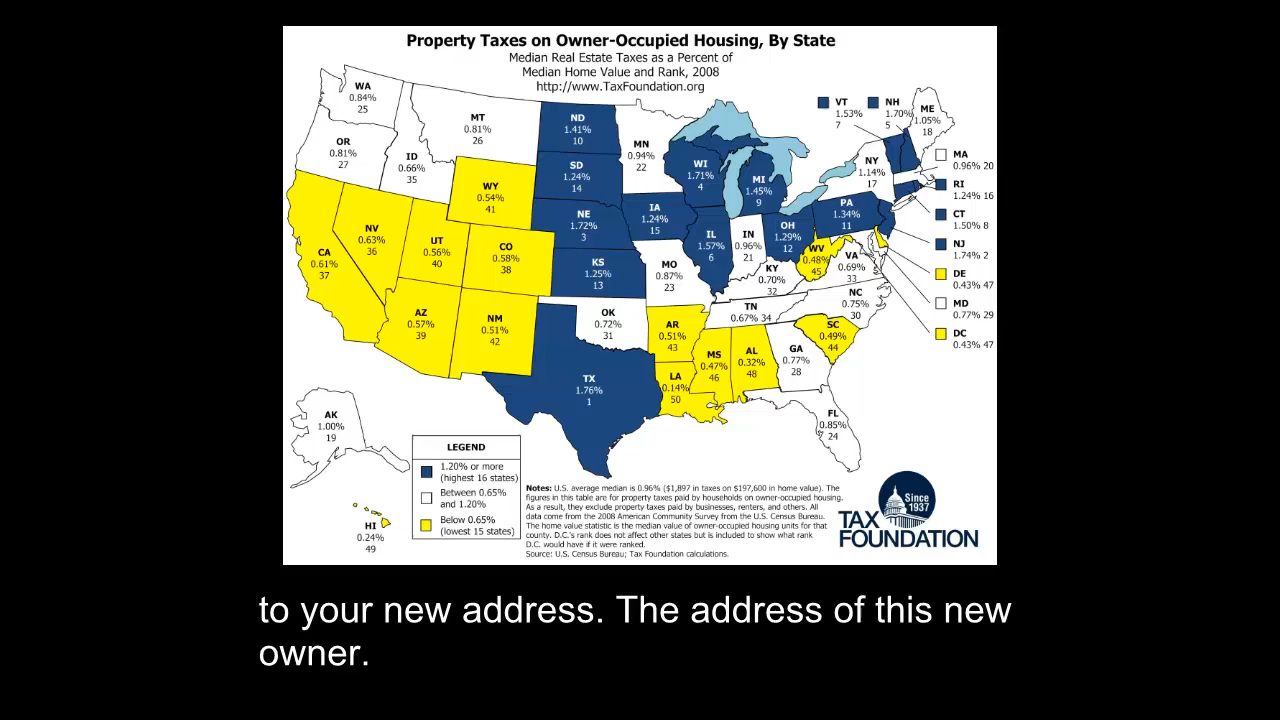 Property Taxes on Owner-Occupied Housing, By State
Median Real Estate Taxes as a Percent of
Median Home Value and Rank, 2008
http://www.TaxFoundation.org
WA
0.84%
25
OR
0.81%
27
ID
0.66%
35
MT
0.81%
26
WY
0.54%
41
CA
0.61%
37
NV
0.63%
36
UT
0.56%
40
CO
0.58%
38
AZ
0.57%
39
NM
0.51%
42
ND
1.41%
10
SD
1.24%
14
NE
1.72%
3
KS
1.25%
13
OK
0.72%
31
TX
1.76%
1
MN
0.94%
22
IA
1.24%
15
MO
0.87%
23
AR
0.51%
43
LA
0.14%
50
WI
1.71%
4
IL
1.57%
6
MI
1.45%
9
IN
0.96%
21
OH
1.29%
12
KY
0.70%
32
TN
0.67% 34
MS
0.47%
46
AL
0.32%
48
GA
0.77%
28
FL
0.85%
24
SC
0.49%
44
NC
0.75%
30
VA
0.69%
33
WV
0.48%
45
PA
1.34%
11
NY
1.14%
17
VT
1.53%
7
NH
1.70%
5
ME
1.05%
18
MA
0.96% 20
RI
1.24% 16
CT
1.50% 8
NJ
1.74% 2
DE
0.43% 47
MD
0.77% 29
DC
0.43% 47
AK
1.00%
19
HI
0.24%
49
LEGEND
1.20% or more
(highest 16 states)
Between 0.65%
and 1.20%
Below 0.65%
(lowest 15 states)
Notes: U.S. average median is 0.96% ($1,897 in taxes on $197,600 in home value). The
figures in this table are for property taxes paid by households on owner-occupied housing.
As a result, they exclude property taxes paid by businesses, renters, and others. All
data come from the 2008 American Community Survey from the U.S. Census Bureau.
The home value statistic is the median value of owner-occupied housing units for that
county. D.C.'s rank does not affect other states but is included to show what rank
D.C. would have if it were ranked.
Source: U.S. Census Bureau; Tax Foundation calculations.
Since
1937
TAX
FOUNDATION
to your new address. The address of this new
owner.